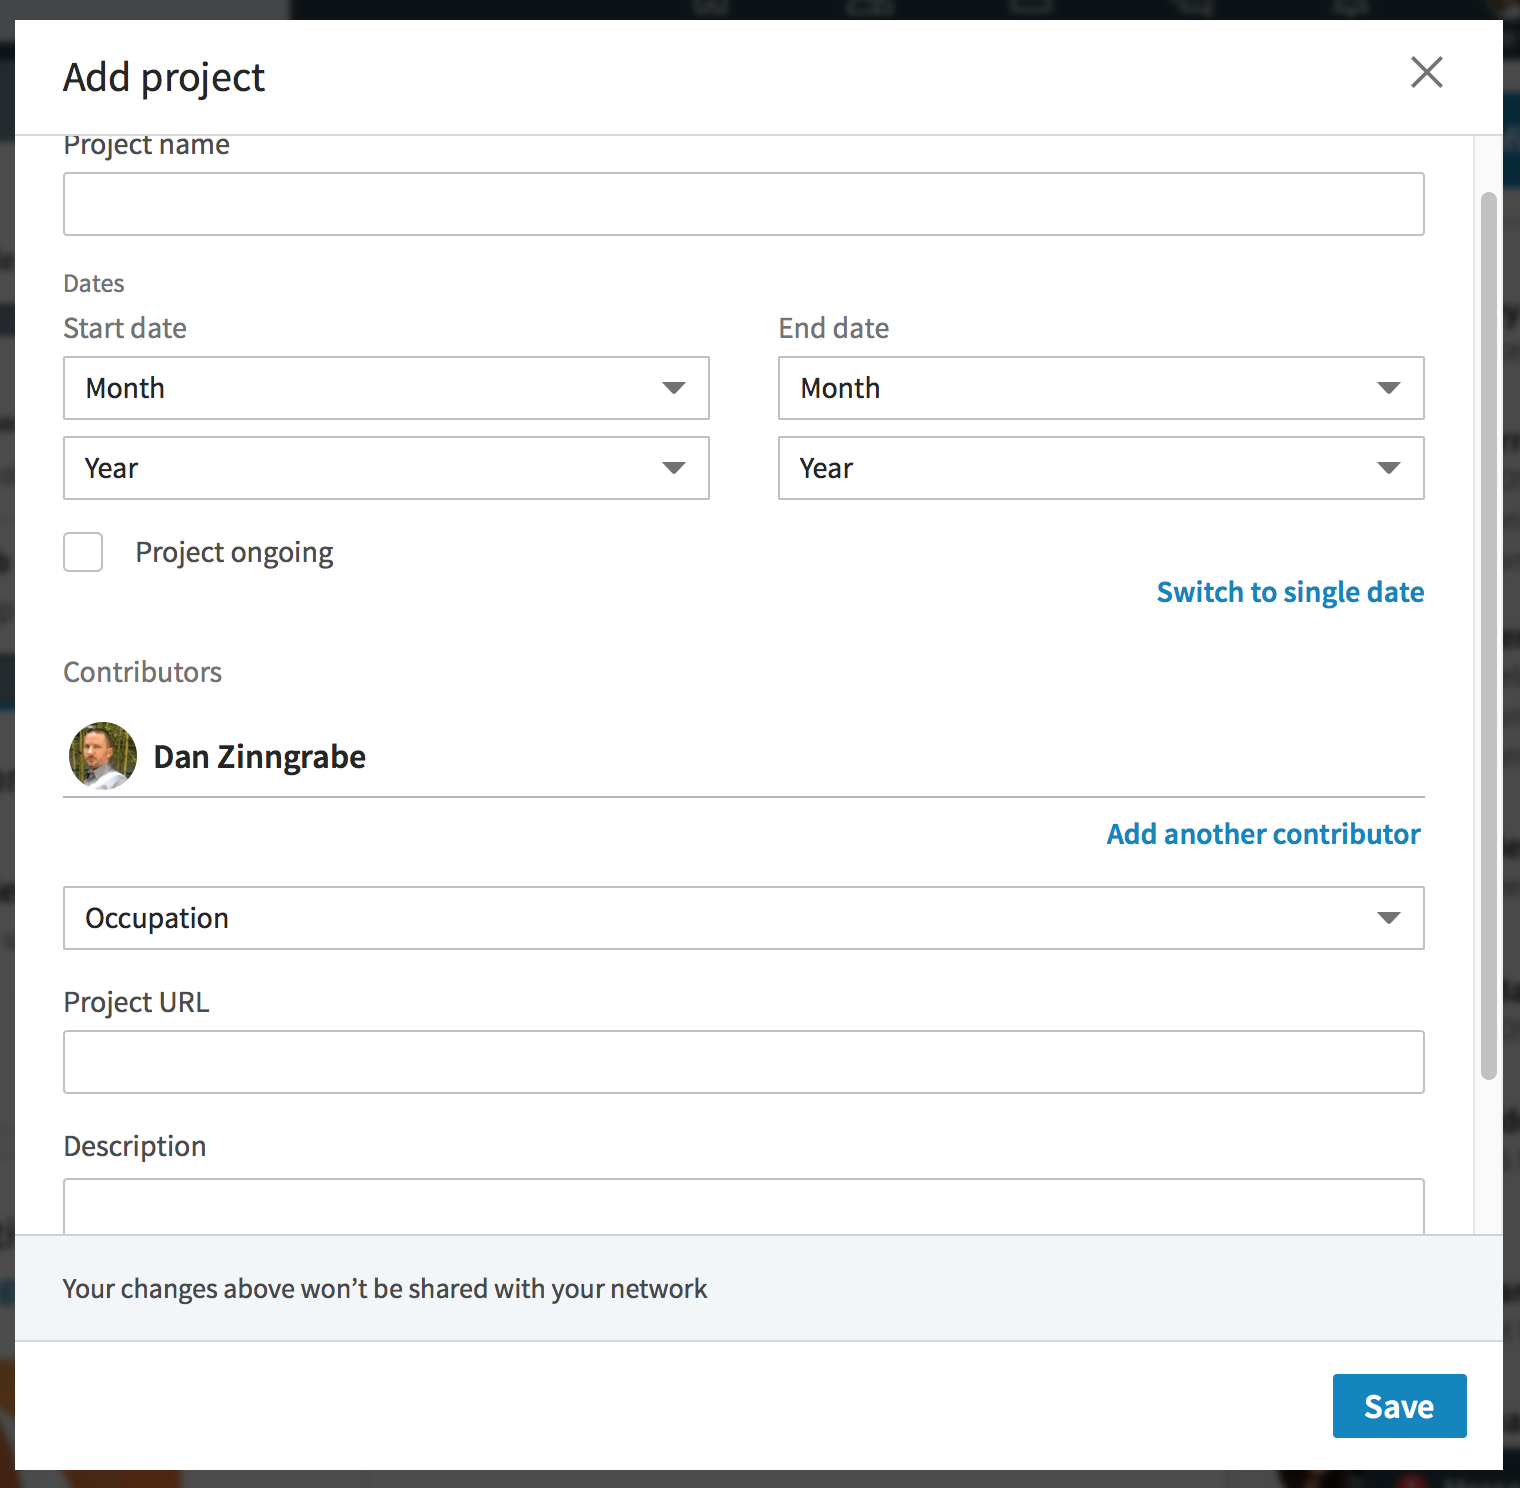 Add project
Project name
Dates
Start date
End date
Month
Month
Year
Year
Project ongoing
Switch to single date
Contributors
Dan Zinngrabe
Add another contributor
Occupation
Project URL
Description
Your changes above won’t be shared with your network
Save